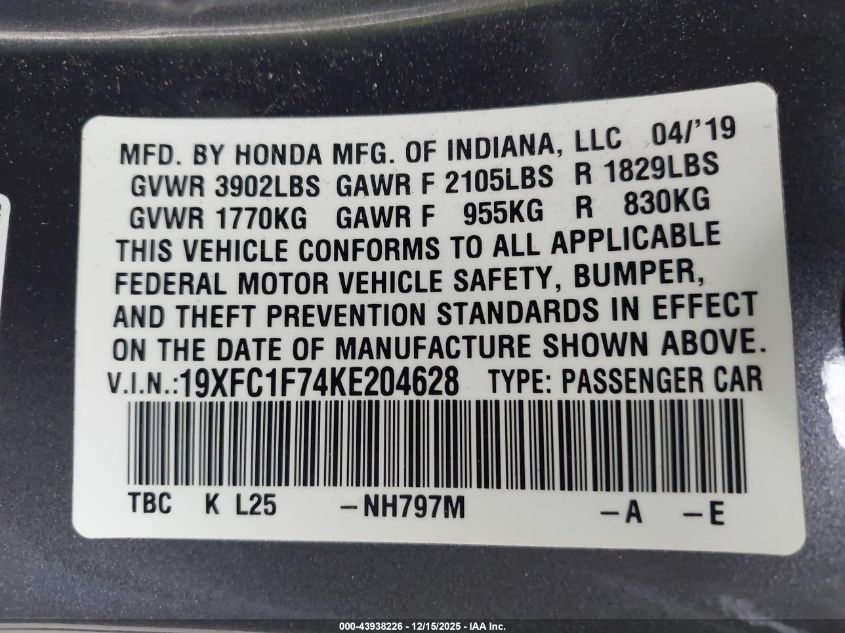 MFD. BY HONDA MFG. OF INDIANA, LLC 04/'19
GVWR 3902LBS GAWR F 2105LBS R 1829LBS
GVWR 1770KG GAWR F 955KG R 830KG
THIS VEHICLE CONFORMS TO ALL APPLICABLE
FEDERAL MOTOR VEHICLE SAFETY, BUMPER,
AND THEFT PREVENTION STANDARDS IN EFFECT
ON THE DATE OF MANUFACTURE SHOWN ABOVE.
V.I.N.:19XFC1F74KE204628 TYPE: PASSENGER CAR
TBC K L25 -NH797M -A -E
000-43938226 - 12/15/2025 - IAA Inc.